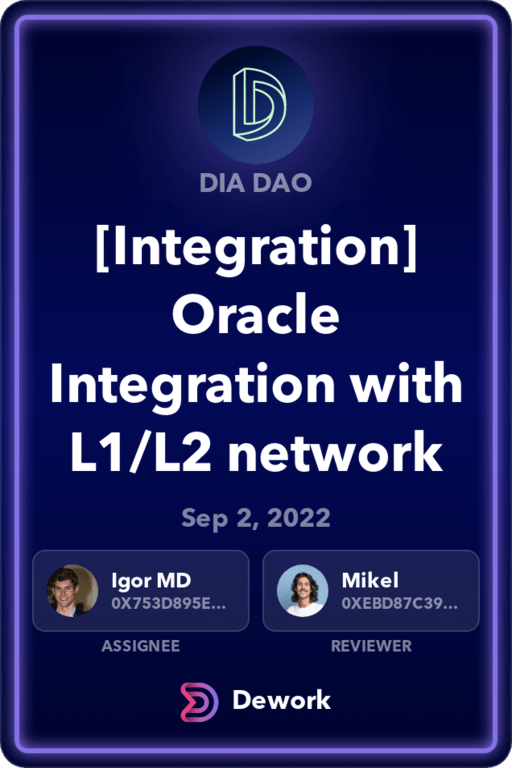 DIA DAO
[Integration]
Oracle
Integration with
L1/L2 network
Sep 2, 2022
Igor MD
0X753D895E...
Mikel
0XEBD87C39...
ASSIGNEE
REVIEWER
Dework